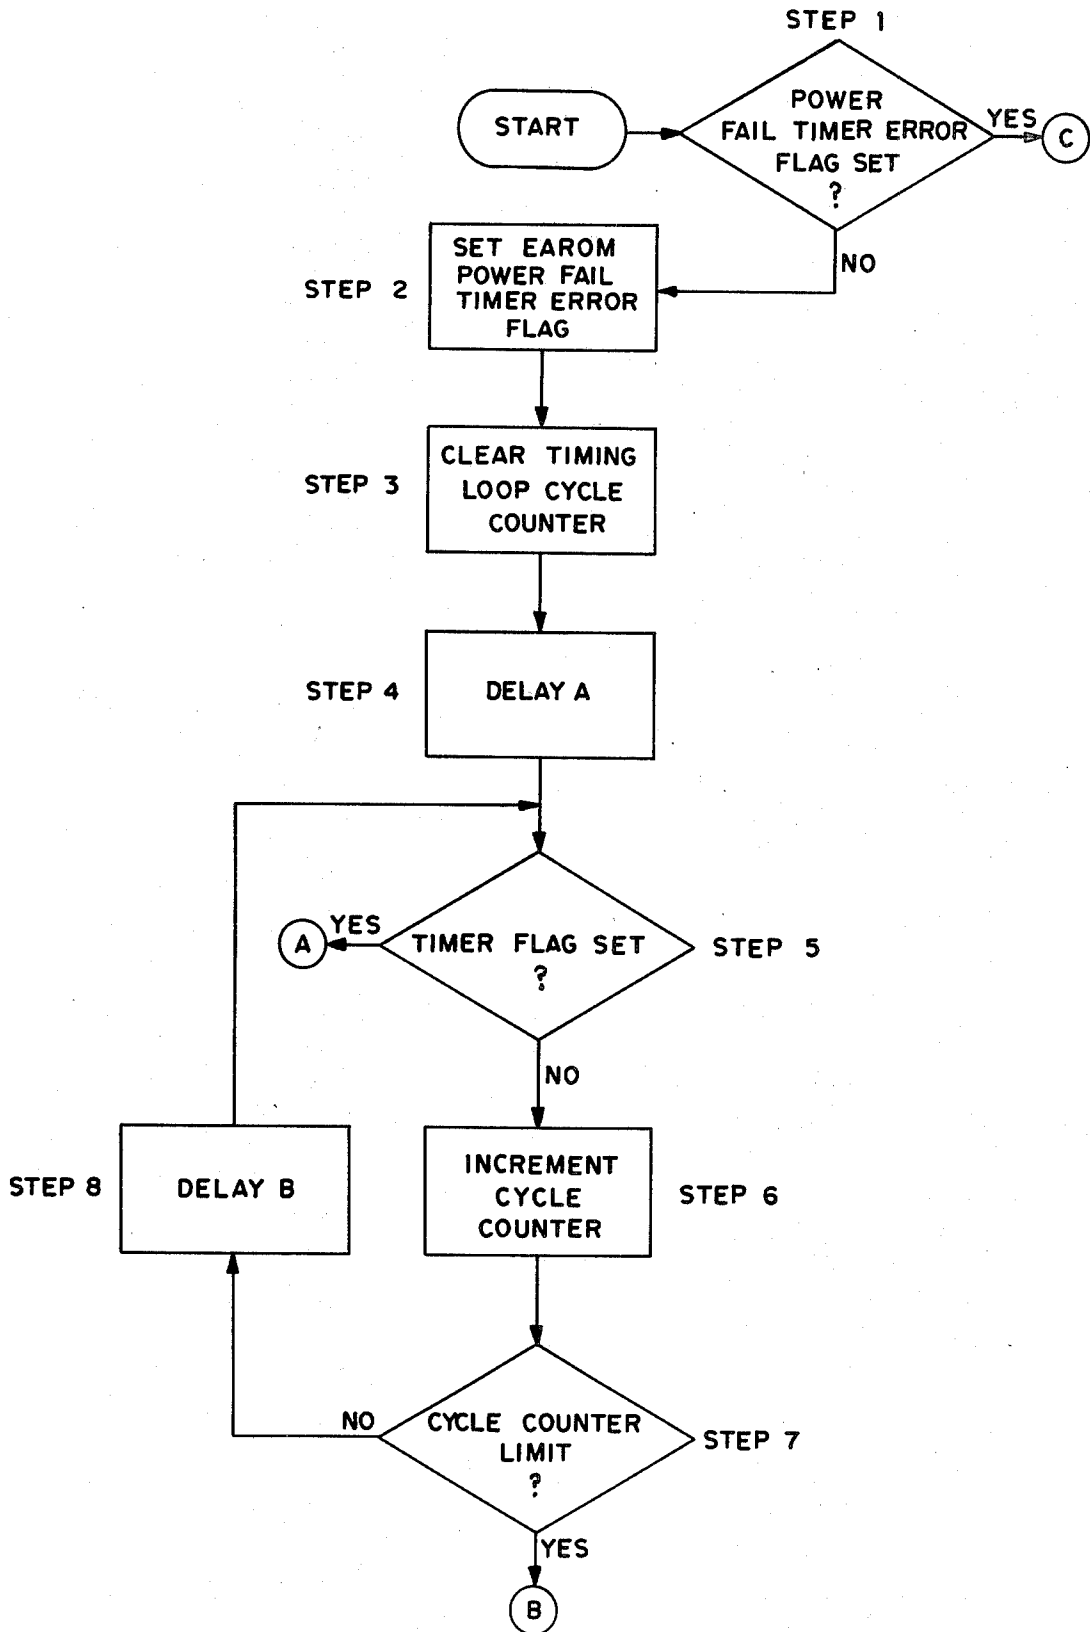 STEP 1
START
POWER
FAIL TIMER ERROR
FLAG SET
?
YES
C
NO
STEP 2
SET EAROM
POWER FAIL
TIMER ERROR
FLAG
STEP 3
CLEAR TIMING
LOOP CYCLE
COUNTER
STEP 4
DELAY A
A
YES
TIMER FLAG SET
?
STEP 5
NO
STEP 8
DELAY B
INCREMENT
CYCLE
COUNTER
STEP 6
NO
CYCLE COUNTER
LIMIT
?
STEP 7
YES
B